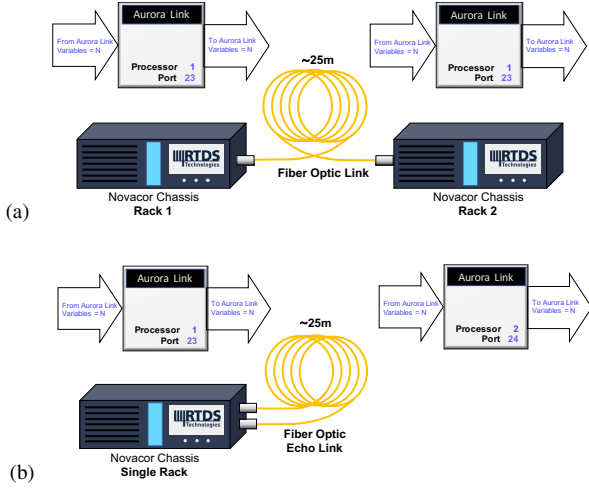 Aurora Link
From Aurora Link
Variables = N
To Aurora Link
Variables = N
Processor 1
Port 23
Aurora Link
From Aurora Link
Variables = N
To Aurora Link
Variables = N
Processor 1
Port 23
~25m
RTDS
Technologies
RTDS
Technologies
Fiber Optic Link
Novacor Chassis
Rack 1
Novacor Chassis
Rack 2
(a)
Aurora Link
From Aurora Link
Variables = N
To Aurora Link
Variables = N
Processor 1
Port 23
Aurora Link
From Aurora Link
Variables = N
To Aurora Link
Variables = N
Processor 2
Port 24
~25m
RTDS
Technologies
Fiber Optic
Echo Link
Novacor Chassis
Single Rack
(b)